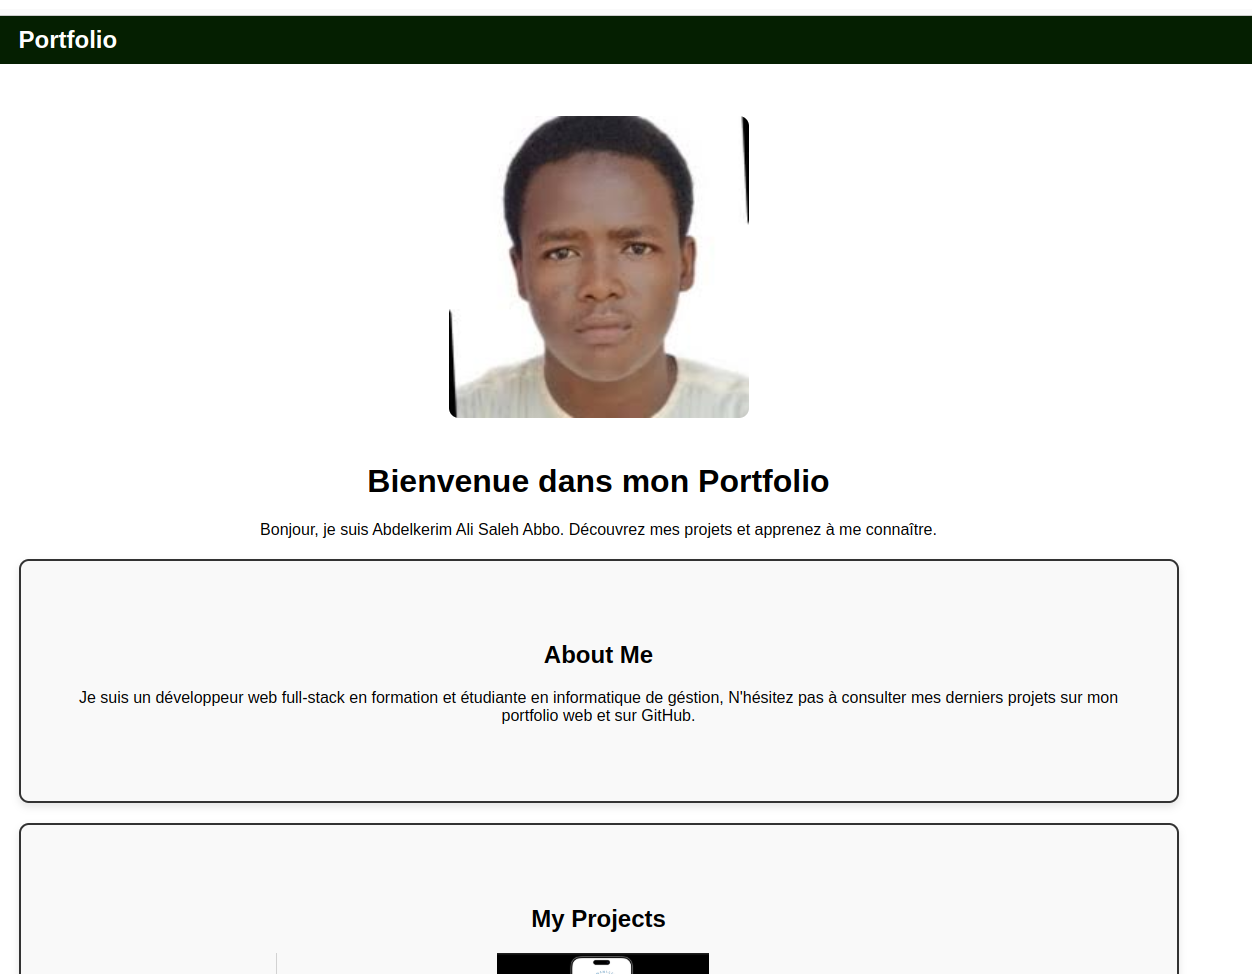 Portfolio
Bienvenue dans mon Portfolio
Bonjour, je suis Abdelkerim Ali Saleh Abbo. Découvrez mes projets et apprenez à me connaître.
About Me
Je suis un développeur web full-stack en formation et étudiante en informatique de géstion, N'hésitez pas à consulter mes derniers projets sur mon
portfolio web et sur GitHub.
My Projects